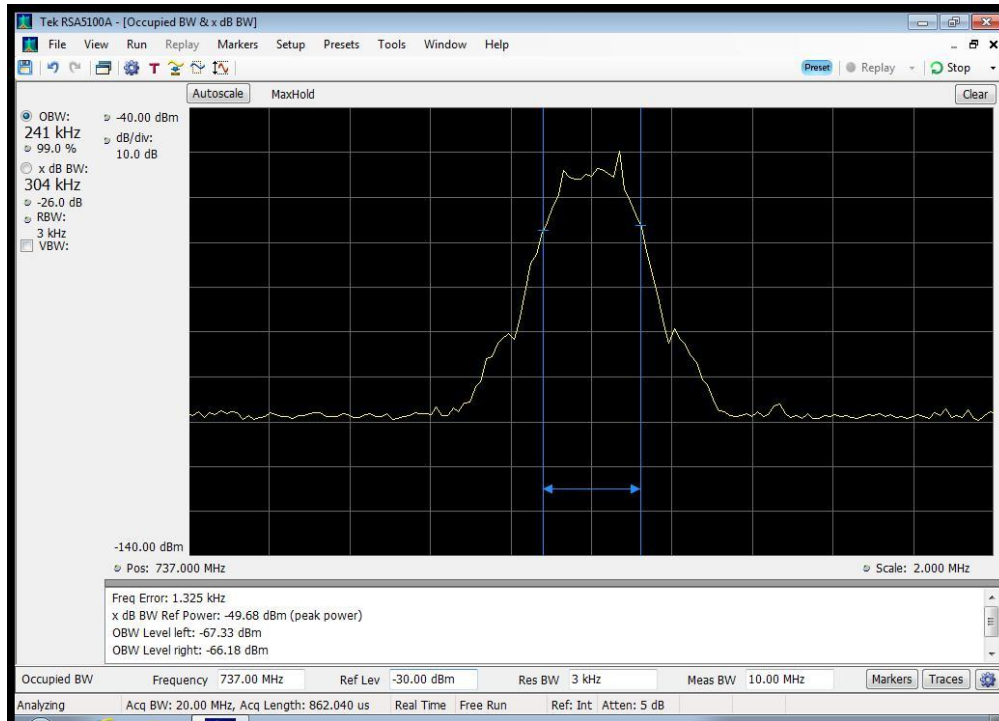 Tek RSA5100A - [Occupied BW & x dB BW]
File View Run Replay Markers Setup Presets Tools Window Help
T Preset Replay Stop
Autoscale MaxHold Clear
OBW:
241 kHz
99.0 %
x dB BW:
304 kHz
-26.0 dB
RBW:
3 kHz
VBW:
-40.00 dBm
dB/div:
10.0 dB
-140.00 dBm
Pos: 737.000 MHz Scale: 2.000 MHz
Freq Error: 1.325 kHz
x dB BW Ref Power: -49.68 dBm (peak power)
OBW Level left: -67.33 dBm
OBW Level right: -66.18 dBm
Occupied BW Frequency 737.00 MHz Ref Lev -30.00 dBm Res BW 3 kHz Meas BW 10.00 MHz Markers Traces
Analyzing Acq BW: 20.00 MHz, Acq Length: 862.040 us Real Time Free Run Ref: Int Atten: 5 dB